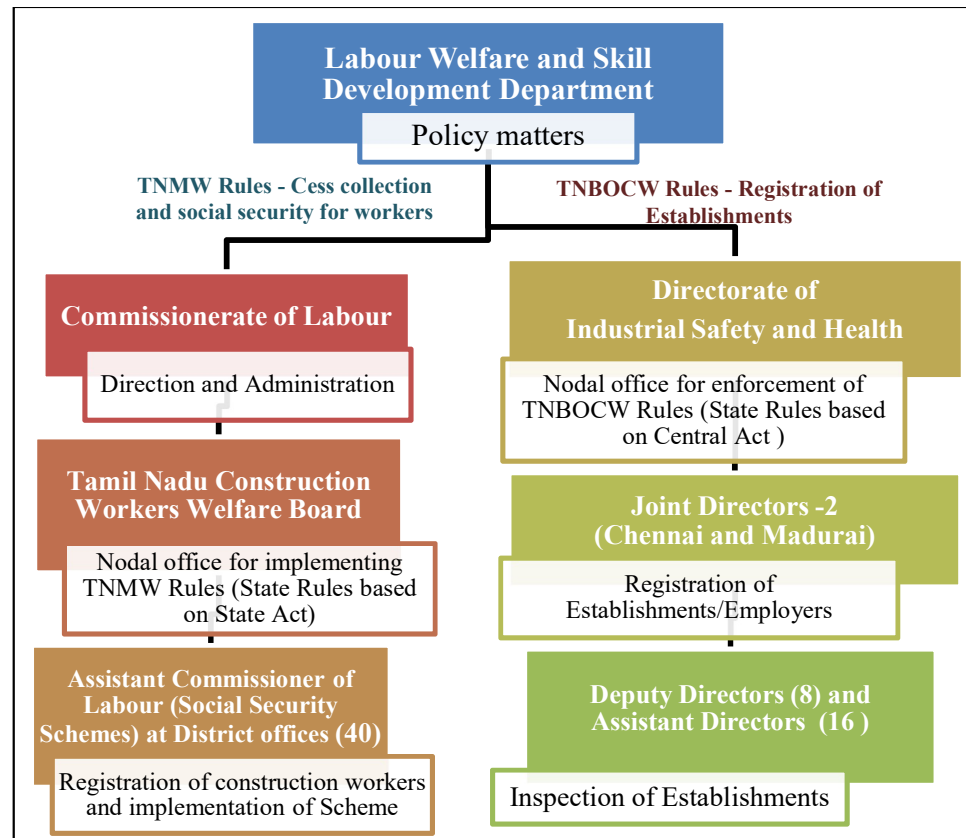 Labour Welfare and Skill
Development Department
Policy matters
TNMW Rules - Cess collection
and social security for workers
TNBOCW Rules - Registration of
Establishments
Commissionerate of Labour
Direction and Administration
Tamil Nadu Construction
Workers Welfare Board
Nodal office for implementing
TNMW Rules (State Rules based
on State Act)
Assistant Commissioner of
Labour (Social Security
Schemes) at District offices (40)
Registration of construction workers
and implementation of Scheme
Directorate of
Industrial Safety and Health
Nodal office for enforcement of
TNBOCW Rules (State Rules based
on Central Act )
Joint Directors -2
(Chennai and Madurai)
Registration of
Establishments/Employers
Deputy Directors (8) and
Assistant Directors (16 )
Inspection of Establishments